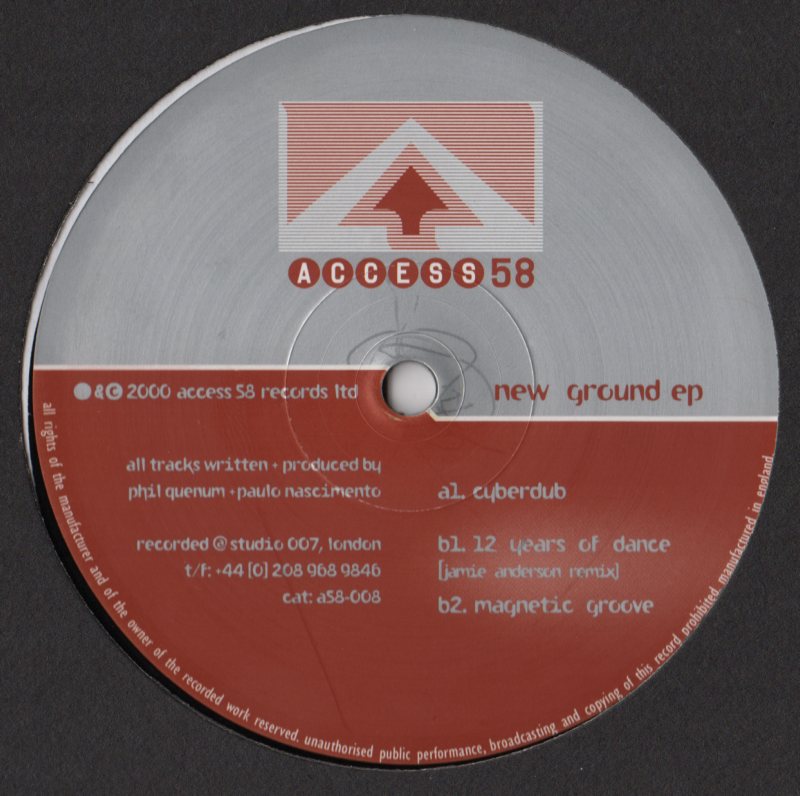 ACCESS 58
℗ & © 2000 access 58 records ltd
new ground ep
all tracks written + produced by
phil quenum + paulo nascimento
recorded @ studio 007, london
t/f: +44 [0] 208 968 9846
cat: a58-008
a1. cyberdub
b1. 12 years of dance
[jamie anderson remix]
b2. magnetic groove
all rights of the manufacturer and of the owner of the recorded work reserved. unauthorised public performance, broadcasting and copying of this record prohibited. manufactured in england.